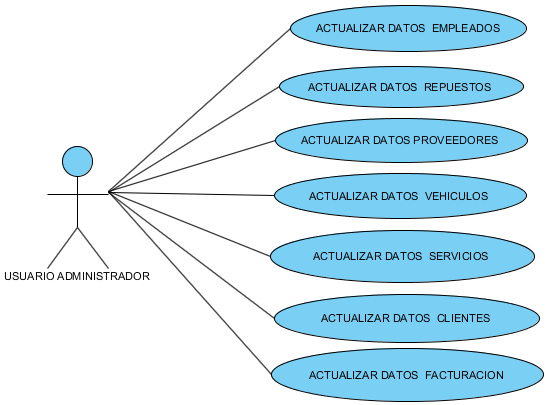 ACTUALIZAR DATOS EMPLEADOS
ACTUALIZAR DATOS REPUESTOS
ACTUALIZAR DATOS PROVEEDORES
ACTUALIZAR DATOS VEHICULOS
ACTUALIZAR DATOS SERVICIOS
USUARIO ADMINISTRADOR
ACTUALIZAR DATOS CLIENTES
ACTUALIZAR DATOS FACTURACION